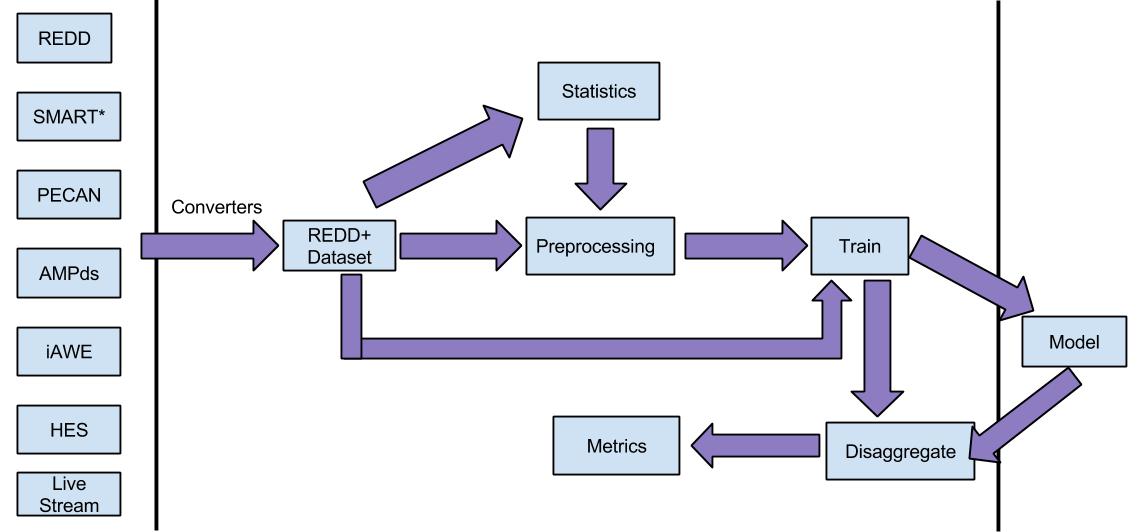 REDD
SMART*
PECAN
AMPds
iAWE
HES
Live
Stream
Converters
REDD+
Dataset
Statistics
Preprocessing
Train
Model
Disaggregate
Metrics